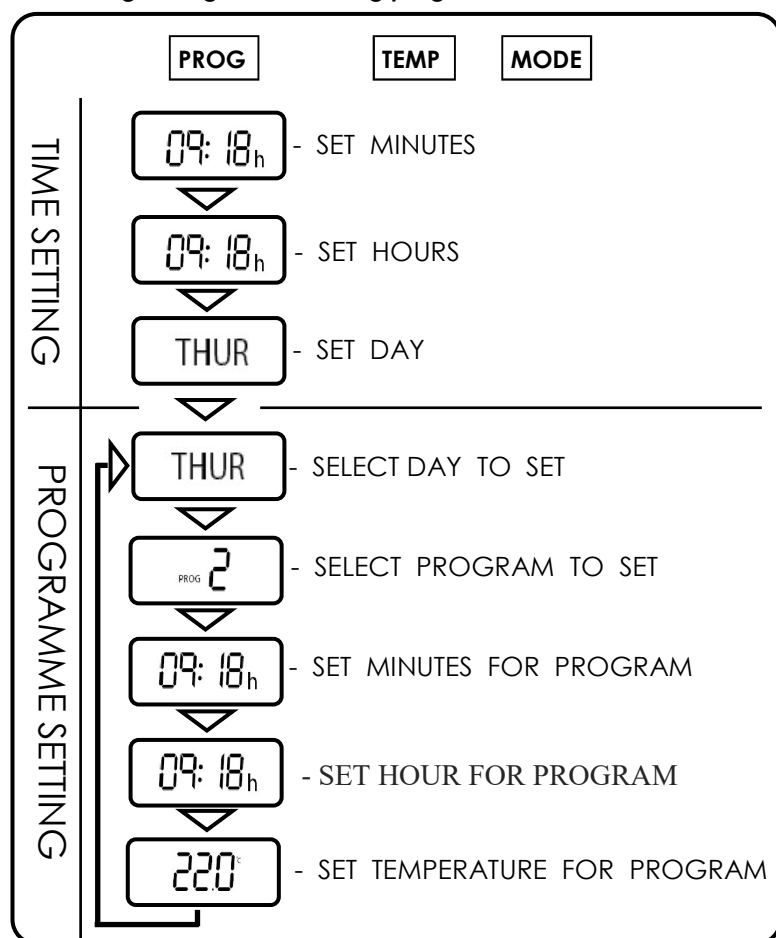 PROG TEMP MODE
TIME SETTING
09:18h - SET MINUTES
09:18h - SET HOURS
THUR - SET DAY
PROGRAMME SETTING
THUR - SELECT DAY TO SET
PROG 2 - SELECT PROGRAM TO SET
09:18h - SET MINUTES FOR PROGRAM
09:18h - SET HOUR FOR PROGRAM
22.0°c - SET TEMPERATURE FOR PROGRAM